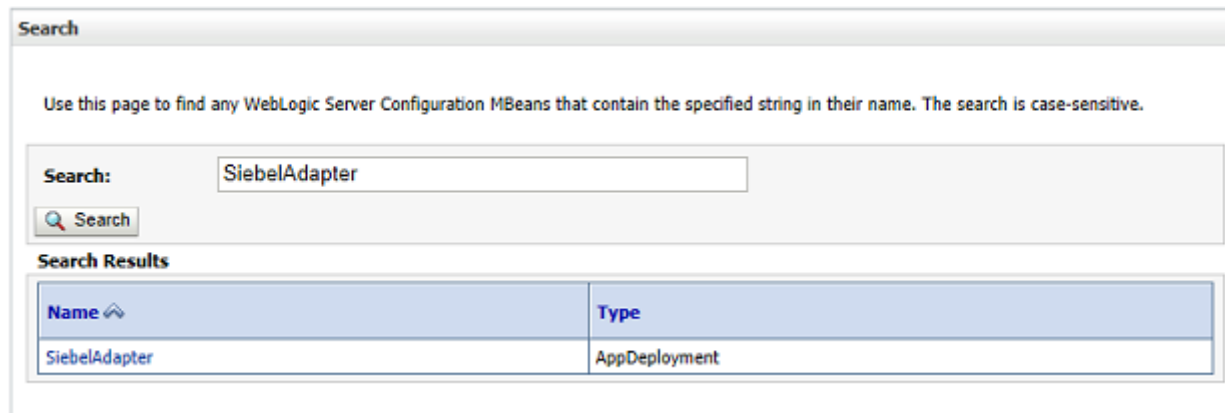 Search
Use this page to find any WebLogic Server Configuration MBeans that contain the specified string in their name. The search is case-sensitive.
Search: SiebelAdapter
Search
Search Results
Name Type
SiebelAdapter AppDeployment